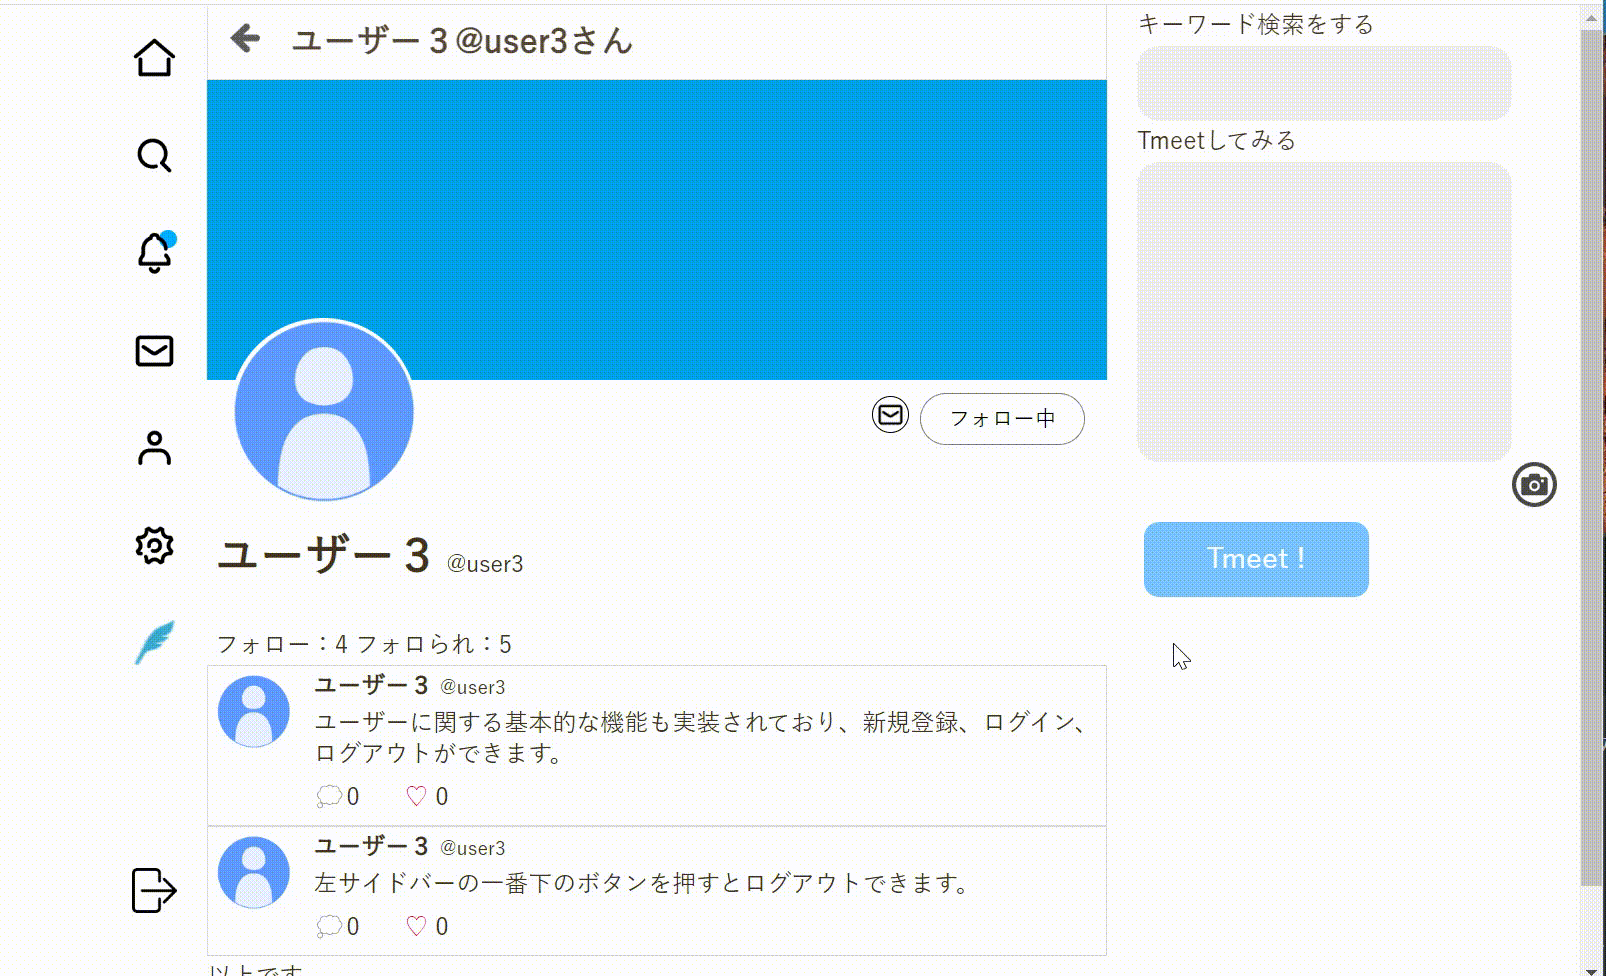 ユーザー３@user3さん
ユーザー３ @user3
フォロー中
フォロー：4 フォロられ：5
ユーザー３ @user3
ユーザーに関する基本的な機能も実装されており、新規登録、ログイン、
ログアウトができます。
0 ♡ 0
ユーザー３ @user3
左サイドバーの一番下のボタンを押すとログアウトできます。
0 ♡ 0
以上です
キーワード検索をする
Tmeetしてみる
Tmeet !